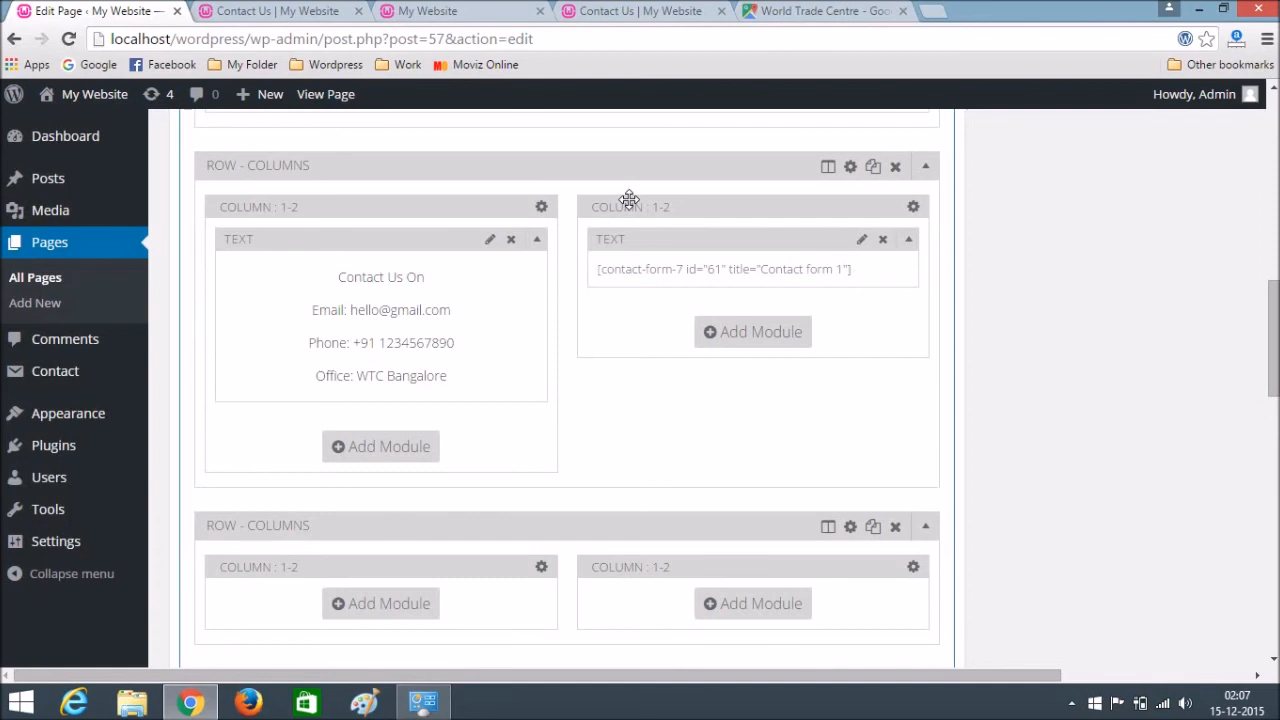 Edit Page ‹ My Website
Contact Us | My Website
My Website
Contact Us | My Website
World Trade Centre - Goo
localhost/wordpress/wp-admin/post.php?post=57&action=edit
Apps
Google
Facebook
My Folder
Wordpress
Work
Moviz Online
Other bookmarks
My Website
4
0
New
View Page
Howdy, Admin
Dashboard
Posts
Media
Pages
All Pages
Add New
Comments
Contact
Appearance
Plugins
Users
Tools
Settings
Collapse menu
ROW - COLUMNS
COLUMN : 1-2
TEXT
Contact Us On
Email: hello@gmail.com
Phone: +91 1234567890
Office: WTC Bangalore
Add Module
COLUMN : 1-2
TEXT
[contact-form-7 id="61" title="Contact form 1"]
Add Module
ROW - COLUMNS
COLUMN : 1-2
Add Module
COLUMN : 1-2
Add Module
02:07
15-12-2015